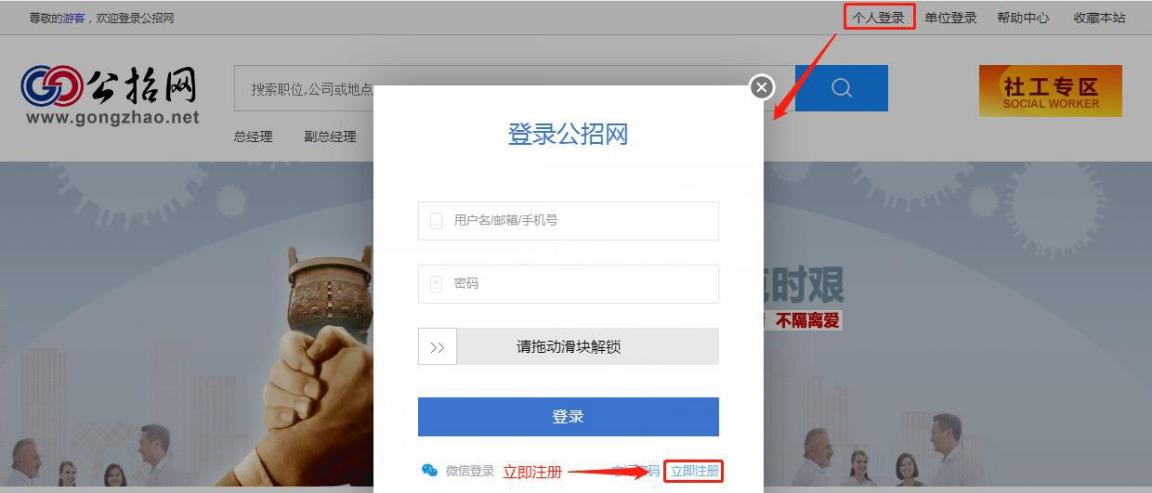 尊敬的游客，欢迎登录公招网
个人登录 单位登录 帮助中心 收藏本站
公招网
www.gongzhao.net
搜索职位,公司或地点
社工专区
SOCIAL WORKER
总经理 副总经理
登录公招网
用户名/邮箱/手机号
密码
时艰
不隔离爱
>> 请拖动滑块解锁
登录
微信登录 立即注册 密码 立即注册